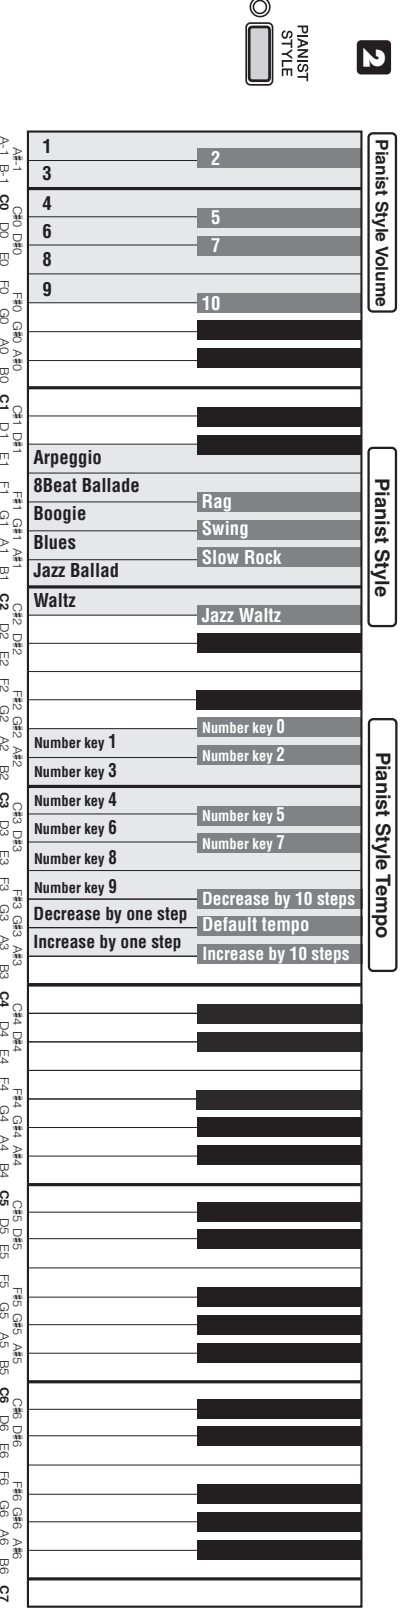 2
PIANIST
STYLE
Pianist Style Volume
1
2
3
4
5
6
7
8
9
10
Pianist Style
Arpeggio
8Beat Ballade
Rag
Boogie
Swing
Blues
Slow Rock
Jazz Ballad
Waltz
Jazz Waltz
Pianist Style Tempo
Number key 0
Number key 1
Number key 2
Number key 3
Number key 4
Number key 5
Number key 6
Number key 7
Number key 8
Number key 9
Decrease by 10 steps
Decrease by one step
Default tempo
Increase by one step
Increase by 10 steps
A#-1 C#0 D#0 F#0 G#0 A#0 C#1 D#1 F#1 G#1 A#1 C#2 D#2 F#2 G#2 A#2 C#3 D#3 F#3 G#3 A#3 C#4 D#4 F#4 G#4 A#4 C#5 D#5 F#5 G#5 A#5 C#6 D#6 F#6 G#6 A#6
A-1 B-1 C0 D0 E0 F0 G0 A0 B0 C1 D1 E1 F1 G1 A1 B1 C2 D2 E2 F2 G2 A2 B2 C3 D3 E3 F3 G3 A3 B3 C4 D4 E4 F4 G4 A4 B4 C5 D5 E5 F5 G5 A5 B5 C6 D6 E6 F6 G6 A6 B6 C7